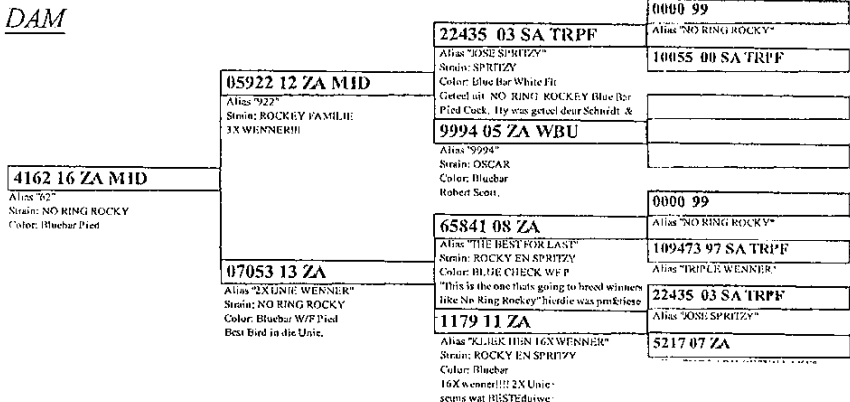 DAM
4162 16 ZA MID
Alias "62"
Strain: NO RING ROCKY
Color: Bluebar Pied
05922 12 ZA MID
Alias "922"
Strain: ROCKEY FAMILIE
3X WENNER!!!
07053 13 ZA
Alias "2X UNIE WENNER"
Strain: NO RING ROCKY
Color: Bluebar W/F Pied
Best Bird in die Unie.
22435 03 SA TRPF
Alias "JOSE SPRITZY"
Strain: SPRITZY
Color: Blue Bar White Flt
Geteel uit NO RING ROCKEY Blue Bar
Pied Cock. Hy was geteel deur Schmidt &
9994 05 ZA WBU
Alias "9994"
Strain: OSCAR
Color: Bluebar
Robert Scott.
65841 08 ZA
Alias "THE BEST FOR LAST"
Strain: ROCKY EN SPRITZY
Color: BLUE CHECK WF P
"This is the one thats going to breed winners
like No Ring Rockey" hierdie was
1179 11 ZA
Alias "KLIEK HEN 16X WENNER"
Strain: ROCKY EN SPRITZY
Color: Bluebar
16X wenner!!!! 2X Unie
seuns wat BESTEduiwe
0000 99
Alias "NO RING ROCKY"
10055 00 SA TRPF
0000 99
Alias "NO RING ROCKY"
109473 97 SA TRPF
Alias "TRIPLE WENNER."
22435 03 SA TRPF
Alias "JOSE SPRITZY"
5217 07 ZA